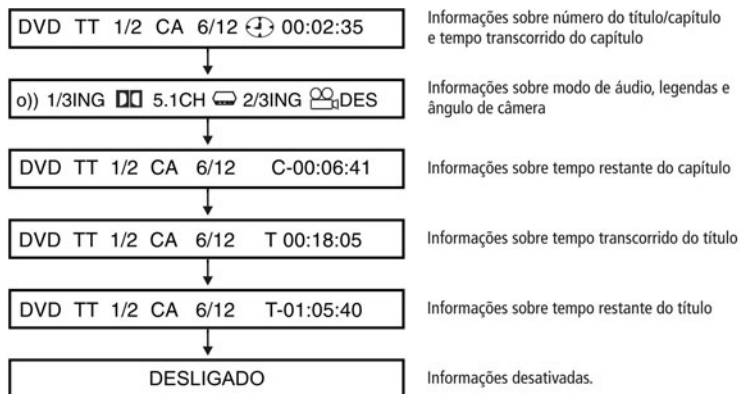 DVD TT 1/2 CA 6/12 00:02:35
Informações sobre número do título/capítulo
e tempo transcorrido do capítulo
o)) 1/3ING 5.1CH 2/3ING DES
Informações sobre modo de áudio, legendas e
ângulo de câmera
DVD TT 1/2 CA 6/12 C-00:06:41
Informações sobre tempo restante do capítulo
DVD TT 1/2 CA 6/12 T 00:18:05
Informações sobre tempo transcorrido do título
DVD TT 1/2 CA 6/12 T-01:05:40
Informações sobre tempo restante do título
DESLIGADO
Informações desativadas.